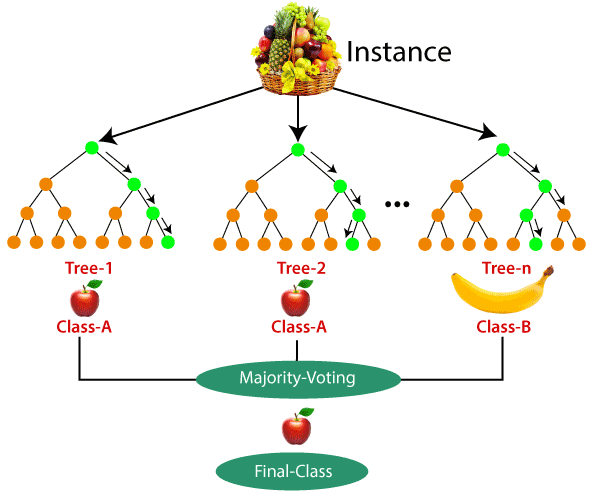 Instance
...
Tree-1
Tree-2
Tree-n
Class-A
Class-A
Class-B
Majority-Voting
Final-Class